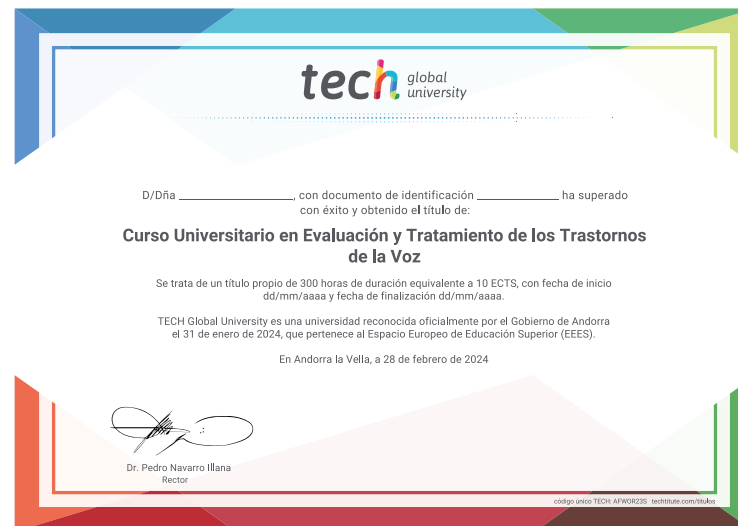 tech global
university
D/Dña ______________, con documento de identificación __________ ha superado
con éxito y obtenido el título de:
Curso Universitario en Evaluación y Tratamiento de los Trastornos
de la Voz
Se trata de un título propio de 300 horas de duración equivalente a 10 ECTS, con fecha de inicio
dd/mm/aaaa y fecha de finalización dd/mm/aaaa.
TECH Global University es una universidad reconocida oficialmente por el Gobierno de Andorra
el 31 de enero de 2024, que pertenece al Espacio Europeo de Educación Superior (EEES).
En Andorra la Vella, a 28 de febrero de 2024
Dr. Pedro Navarro Illana
Rector
código único TECH: AFWOR23S techtitute.com/titulos